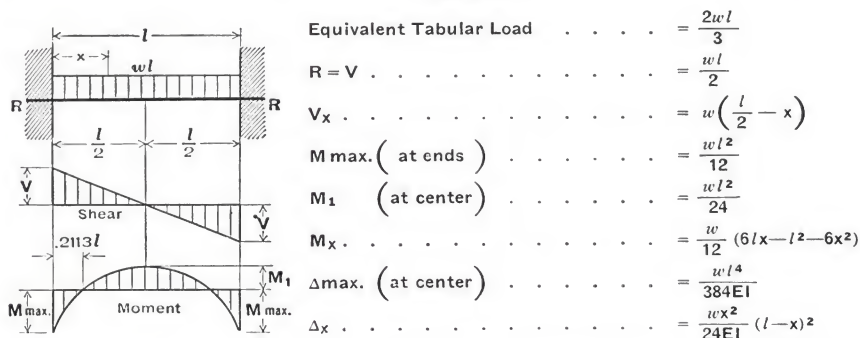 l
x
wl
R R
l/2 l/2
V
Shear
V
.2113l
M₁
M max. Moment M max.
Equivalent Tabular Load . . . . . = 2wl/3
R = V . . . . . . . . . . . = wl/2
Vₓ . . . . . . . . . . . . = w(l/2 — x)
M max. ( at ends ) . . . . . . = wl²/12
M₁ (at center) . . . . . . = wl²/24
Mₓ . . . . . . . . . . . . = w/12 (6lx—l²—6x²)
Δmax. (at center) . . . . . . = wl⁴/384EI
Δₓ . . . . . . . . . . . . = wx²/24EI (l—x)²